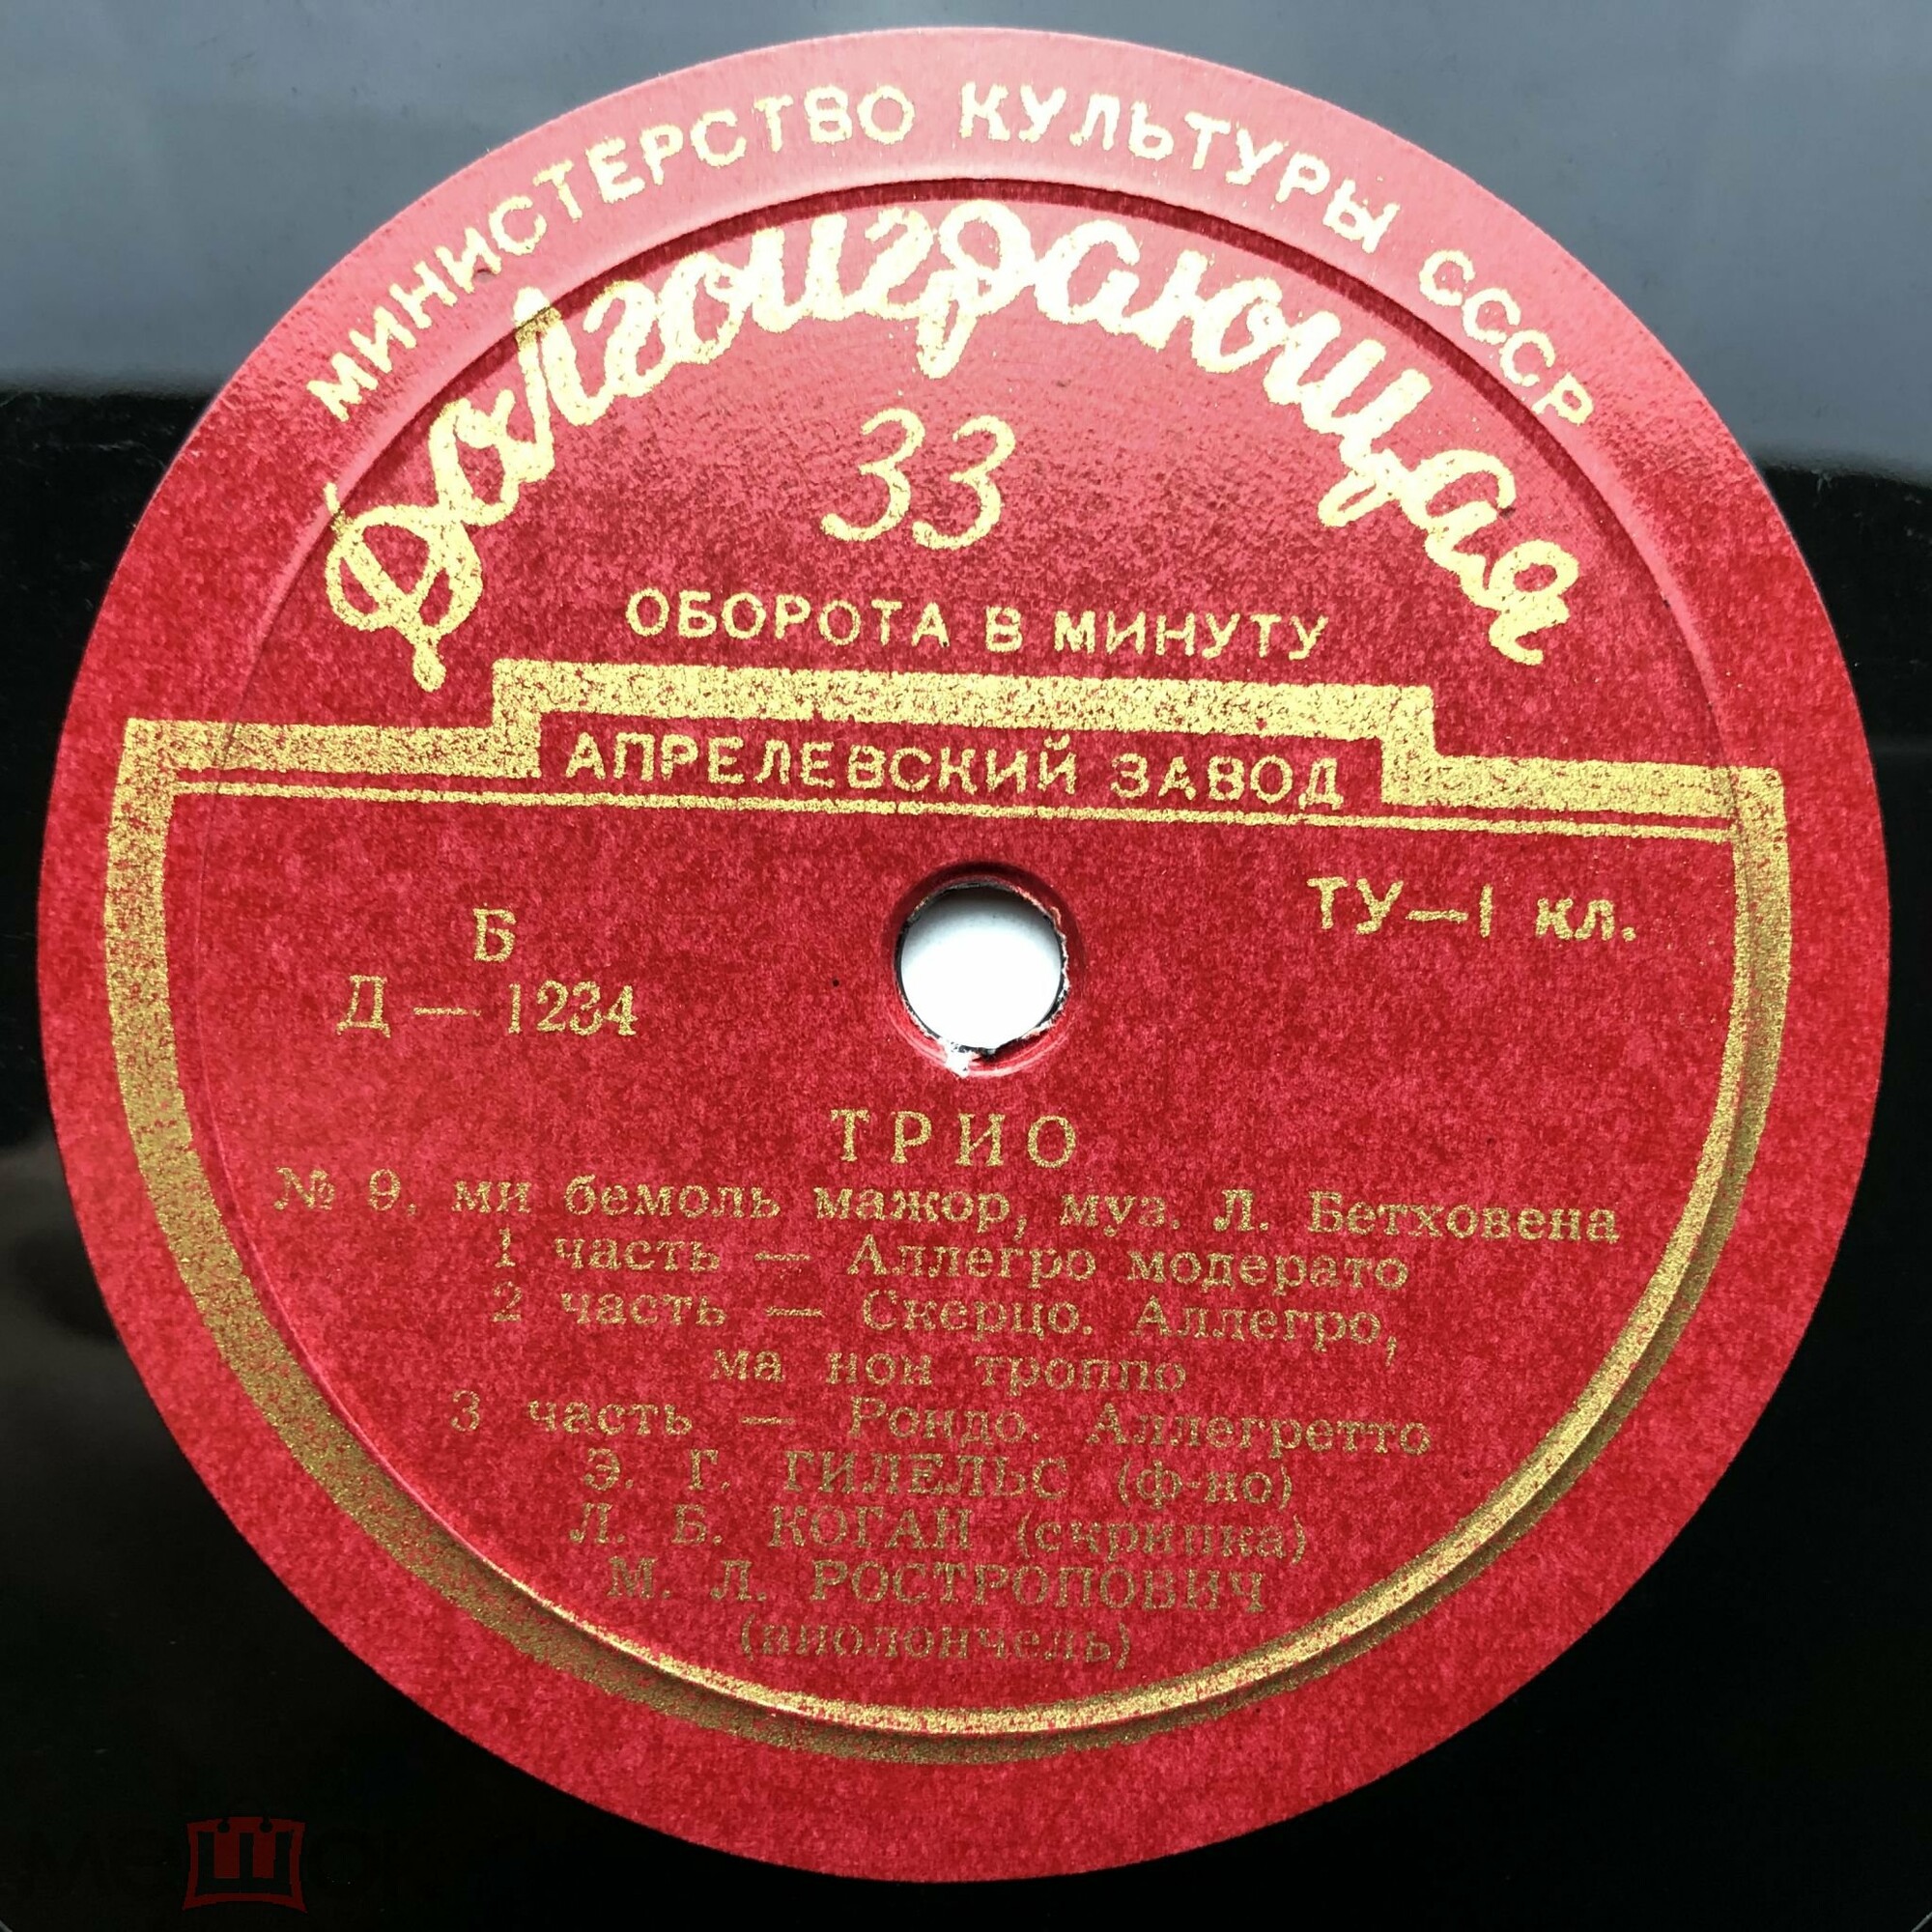 МИНИСТЕРСТВО КУЛЬТУРЫ СССР
Долгоиграющая
33
ОБОРОТА В МИНУТУ
АПРЕЛЕВСКИЙ ЗАВОД
ТУ—1 кл.
Б
Д — 1234
ТРИО
№ 9, ми бемоль мажор, муз. Л. Бетховена
1 часть — Аллегро модерато
2 часть — Скерцо. Аллегро,
ма нон троппо
3 часть — Рондо. Аллегретто
Э. Г. ГИЛЕЛЬС (ф-но)
Л. Б. КОГАН (скрипка)
М. Л. РОСТРОПОВИЧ
(виолончель)
мешок